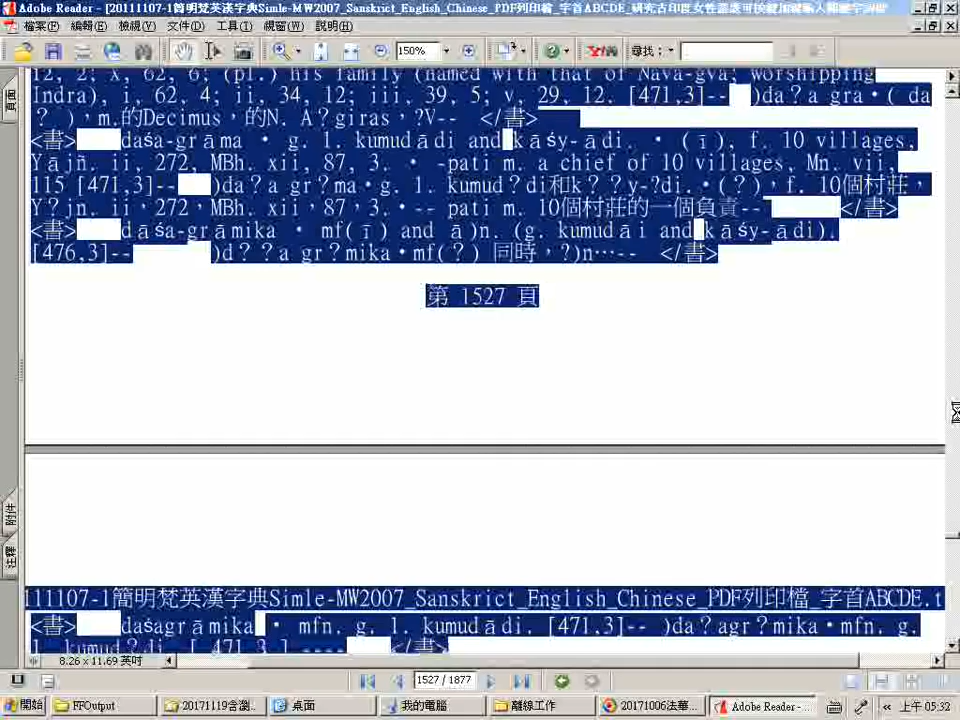 Adobe Reader - [20111107-1簡明梵英漢字典Simle-MW2007_Sanskrict_English_Chinese_PDF列印檔_字首ABCDE_研究古印度女性
檔案(F) 編輯(E) 檢視(V) 文件(D) 工具(T) 視窗(W) 說明(H)
150% 尋找:
頁面
12, 2; x, 62, 6; (pl.) his family (named with that of Nava-gva; worshipping
Indra), i, 62, 4; ii, 34, 12; iii, 39, 5; v, 29, 12. [471,3]-- )da?a gra·( da
? ),m.的Decimus,的N. A?giras,?V-- </書>
<書> daśa-grāma · g. l. kumudādi and kāśy-ādi. · (ī), f. 10 villages,
Yājñ. ii, 272, MBh. xii, 87, 3. · -pati m. a chief of 10 villages, Mn. vii,
115 [471,3]-- )da?a gr?ma·g. l. kumud?di和k??y-?di.·(?),f. 10個村莊,
Y?jn. ii,272,MBh. xii,87,3.·-- pati m. 10個村莊的一個負責-- </書>
<書> dāśa-grāmika · mf(ī) and ā)n. (g. kumudāi and kāśy-ādi).
[476,3]-- )d??a gr?mika·mf(?) 同時,?)n…-- </書>
第 1527 頁
附件
注釋
111107-1簡明梵英漢字典Simle-MW2007_Sanskrict_English_Chinese_PDF列印檔_字首ABCDE.t
<書> daśagrāmika · mfn. g. l. kumudādi. [471,3]-- )da?agr?mika·mfn. g.
l. kumud?di. [ 471,3 ] ---- </書>
8.26 x 11.69 英吋
1527 / 1877
開始 FFOutput 20171119含瀏... 桌面 我的電腦 離線工作 20171006法華... Adobe Reader - [... « 上午 05:32